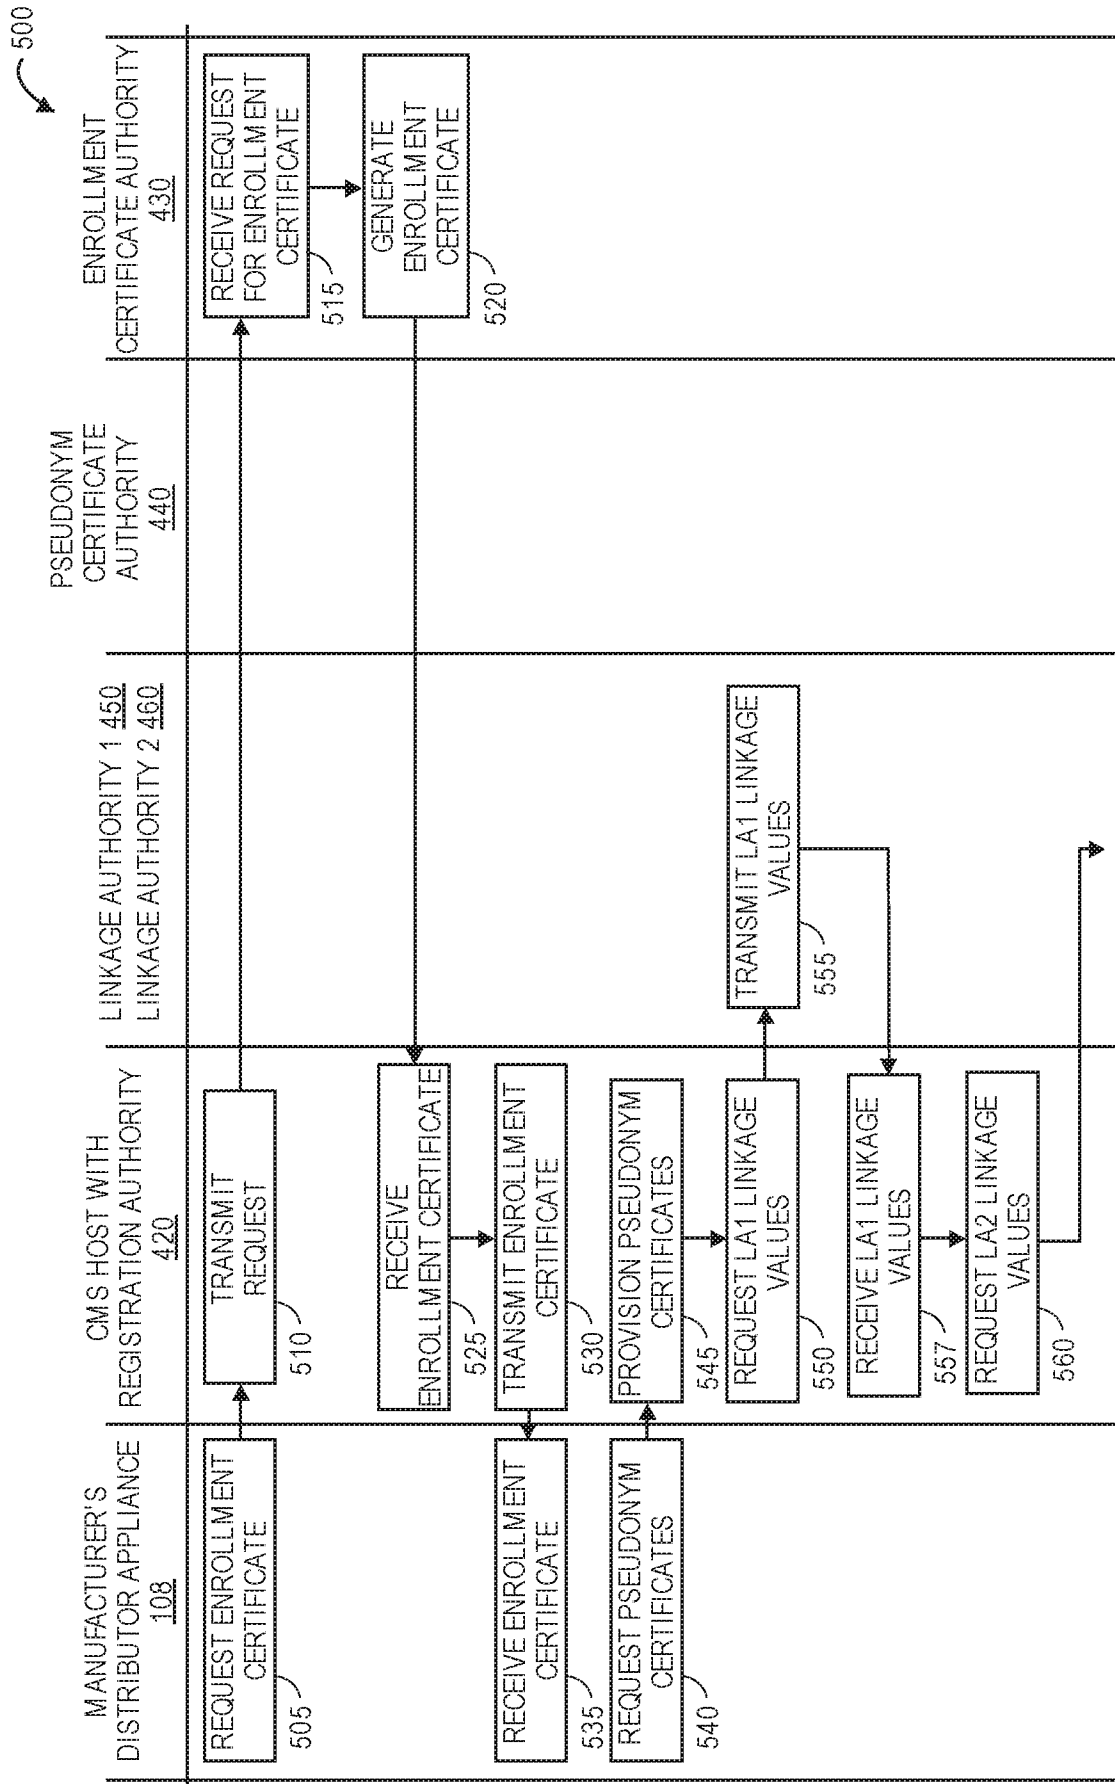 500
MANUFACTURER'S
DISTRIBUTOR APPLIANCE
108
CMS HOST WITH
REGISTRATION AUTHORITY
420
LINKAGE AUTHORITY 1 450
LINKAGE AUTHORITY 2 460
PSEUDONYM
CERTIFICATE
AUTHORITY
440
ENROLLMENT
CERTIFICATE AUTHORITY
430
REQUEST ENROLLMENT
CERTIFICATE
505
TRANSMIT
REQUEST
510
RECEIVE REQUEST
FOR ENROLLMENT
CERTIFICATE
515
GENERATE
ENROLLMENT
CERTIFICATE
520
RECEIVE
ENROLLMENT CERTIFICATE
525
TRANSMIT ENROLLMENT
CERTIFICATE
530
RECEIVE ENROLLMENT
CERTIFICATE
535
REQUEST PSEUDONYM
CERTIFICATES
540
PROVISION PSEUDONYM
CERTIFICATES
545
REQUEST LA1 LINKAGE
VALUES
550
TRANSMIT LA1 LINKAGE
VALUES
555
RECEIVE LA1 LINKAGE
VALUES
557
REQUEST LA2 LINKAGE
VALUES
560